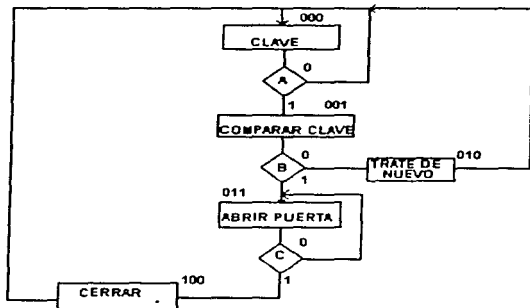 000
CLAVE
0
A
1
001
COMPARAR CLAVE
0
B
1
010
TRATE DE
NUEVO
011
ABRIR PUERTA
0
C
1
100
CERRAR